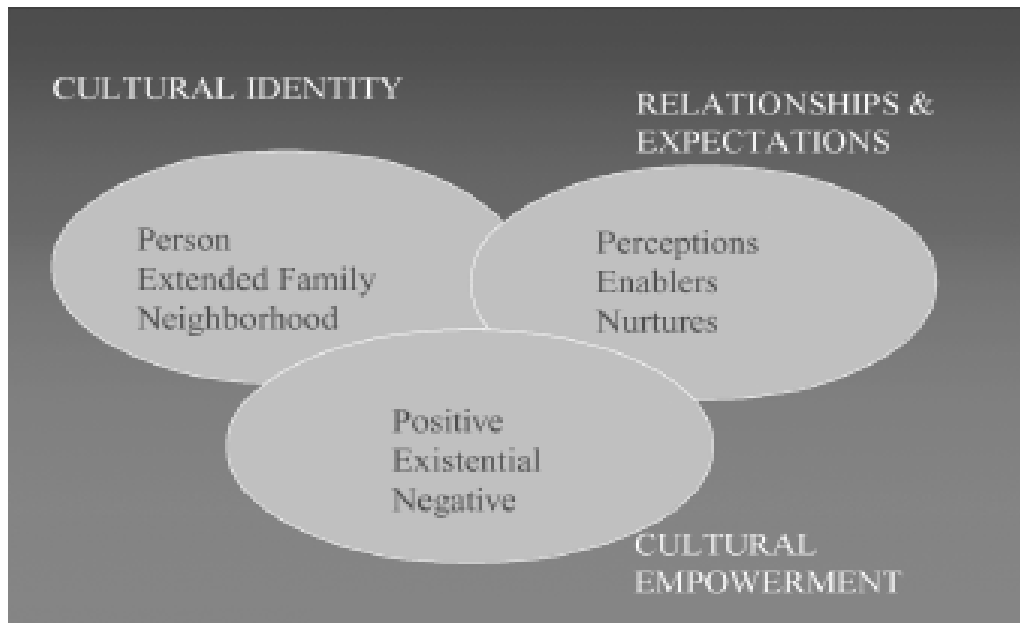 CULTURAL IDENTITY
RELATIONSHIPS &
EXPECTATIONS
Person
Extended Family
Neighborhood
Perceptions
Enablers
Nurtures
Positive
Existential
Negative
CULTURAL
EMPOWERMENT